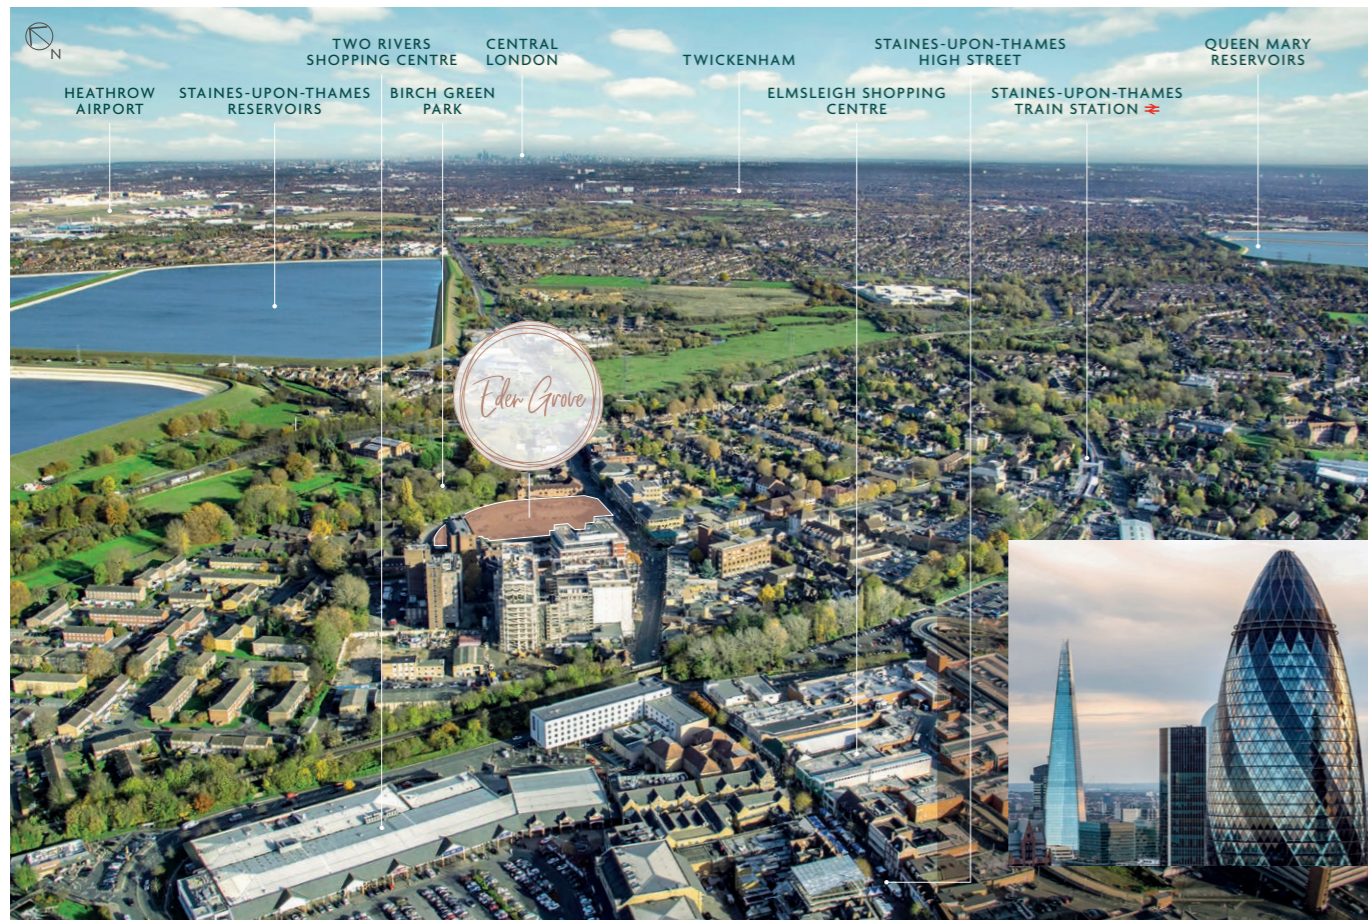 N
TWO RIVERS
SHOPPING CENTRE
CENTRAL
LONDON
TWICKENHAM
STAINES-UPON-THAMES
HIGH STREET
QUEEN MARY
RESERVOIRS
HEATHROW
AIRPORT
STAINES-UPON-THAMES
RESERVOIRS
BIRCH GREEN
PARK
ELMSLEIGH SHOPPING
CENTRE
STAINES-UPON-THAMES
TRAIN STATION
Eden Grove